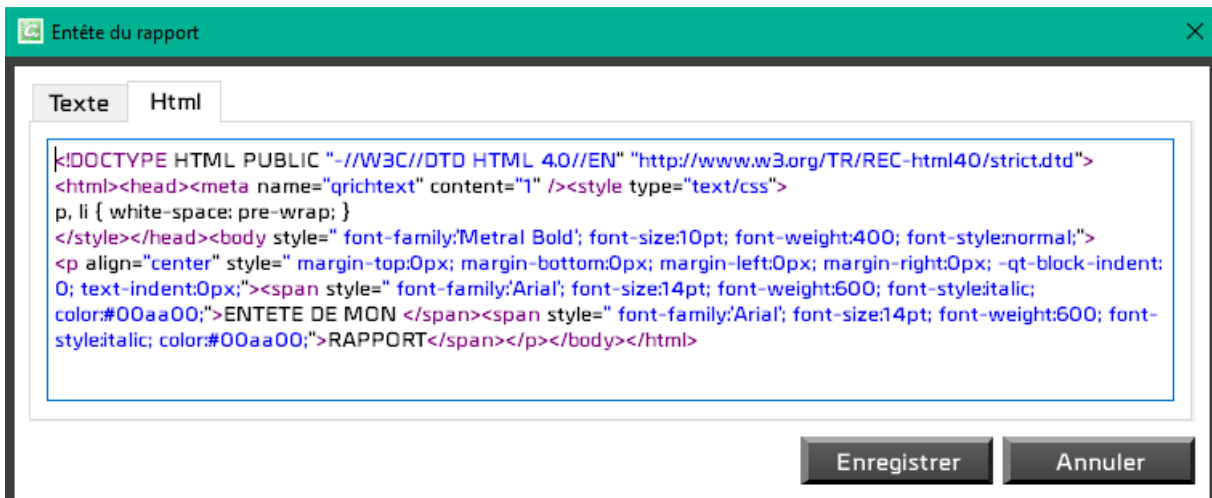 Entête du rapport
Texte Html
<!DOCTYPE HTML PUBLIC "-//W3C//DTD HTML 4.0//EN" "http://www.w3.org/TR/REC-html40/strict.dtd">
<html><head><meta name="qrichtext" content="1" /><style type="text/css">
p, li { white-space: pre-wrap; }
</style></head><body style=" font-family:'Metral Bold'; font-size:10pt; font-weight:400; font-style:normal;">
<p align="center" style=" margin-top:0px; margin-bottom:0px; margin-left:0px; margin-right:0px; -qt-block-indent:
0; text-indent:0px;"><span style=" font-family:'Arial'; font-size:14pt; font-weight:600; font-style:italic;
color:#00aa00;">ENTETE DE MON </span><span style=" font-family:'Arial'; font-size:14pt; font-weight:600; font-
style:italic; color:#00aa00;">RAPPORT</span></p></body></html>
Enregistrer Annuler